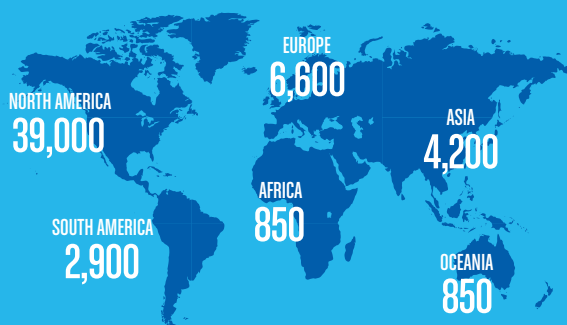 EUROPE
6,600
NORTH AMERICA
39,000
ASIA
4,200
AFRICA
850
SOUTH AMERICA
2,900
OCEANIA
850